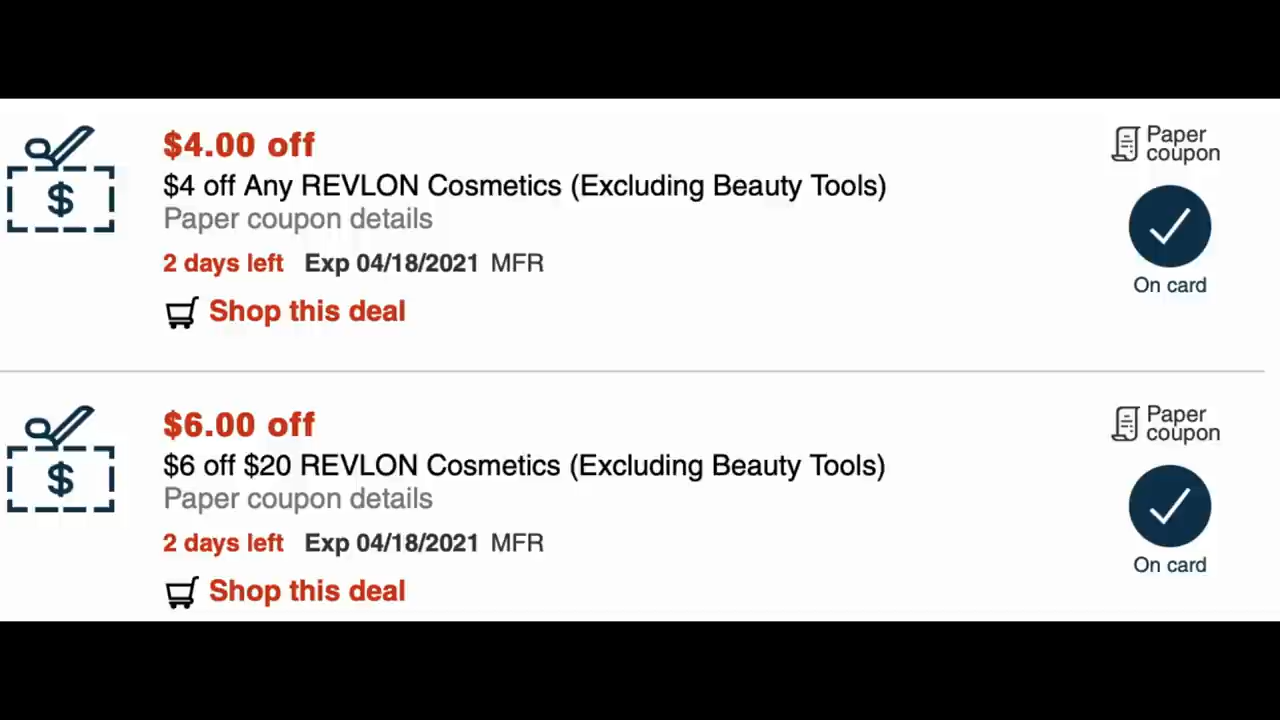 $4.00 off
$4 off Any REVLON Cosmetics (Excluding Beauty Tools)
Paper coupon details
2 days left Exp 04/18/2021 MFR
Shop this deal
Paper
coupon
On card
$
$6.00 off
$6 off $20 REVLON Cosmetics (Excluding Beauty Tools)
Paper coupon details
2 days left Exp 04/18/2021 MFR
Shop this deal
Paper
coupon
On card
$